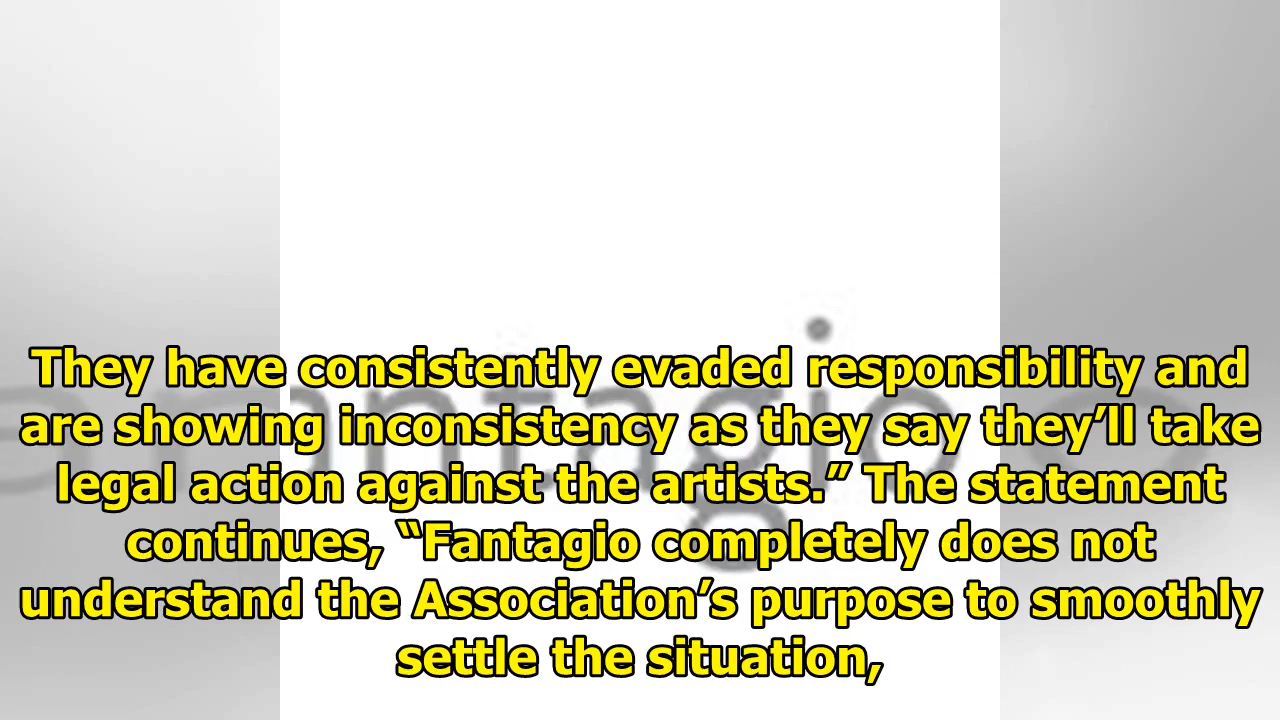 They have consistently evaded responsibility and
are showing inconsistency as they say they’ll take
legal action against the artists.” The statement
continues, “Fantagio completely does not
understand the Association’s purpose to smoothly
settle the situation,